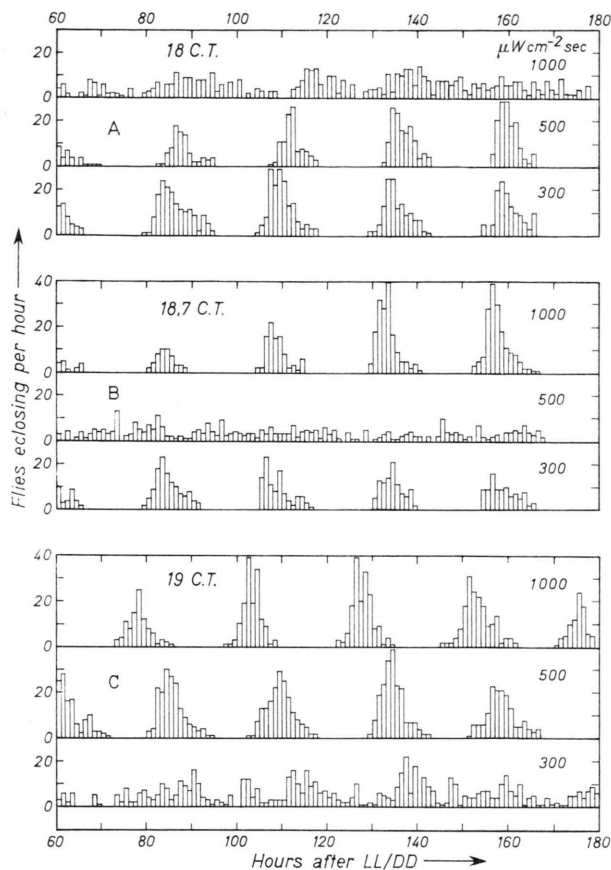 60 80 100 120 140 160 180
18 C.T. μW cm⁻² sec
20 1000
0
20 A 500
0
20 300
0
40 18,7 C.T. 1000
20
0
20 B 500
0
20 300
0
40 19 C.T. 1000
20
0
20 C 500
0
20 300
0
60 80 100 120 140 160 180
Hours after LL/DD
Flies eclosing per hour